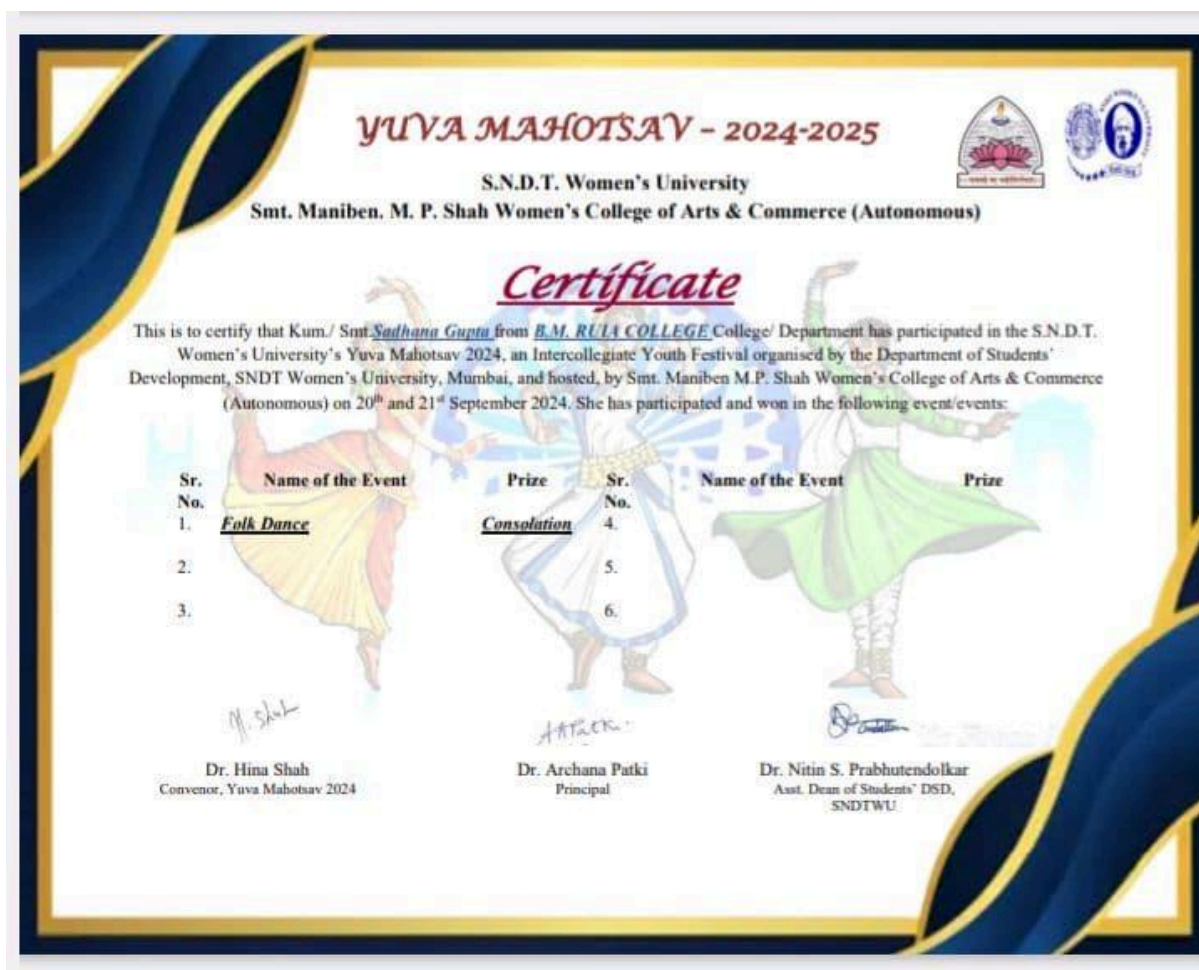 YUVA MAHOTSAV – 2024-2025
S.N.D.T. Women's University
Smt. Maniben. M. P. Shah Women's College of Arts & Commerce (Autonomous)
Certificate
This is to certify that Kum./ Smt.Sadhana Gupta from B.M. RUIA COLLEGE College/ Department has participated in the S.N.D.T.
Women's University's Yuva Mahotsav 2024, an Intercollegiate Youth Festival organised by the Department of Students'
Development, SNDT Women's University, Mumbai, and hosted, by Smt. Maniben M.P. Shah Women's College of Arts & Commerce
(Autonomous) on 20th and 21st September 2024. She has participated and won in the following event/events:
Sr. No. Name of the Event Prize Sr. No. Name of the Event Prize
1. Folk Dance Consolation 4.
2. 5.
3. 6.
H. Shah
Dr. Hina Shah Dr. Archana Patki Dr. Nitin S. Prabhutendolkar
Convenor, Yuva Mahotsav 2024 Principal Asst. Dean of Students' DSD,
SNDTWU